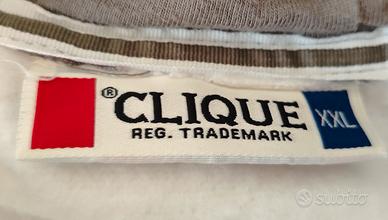 ® CLIQUE XXL
REG. TRADEMARK
subito